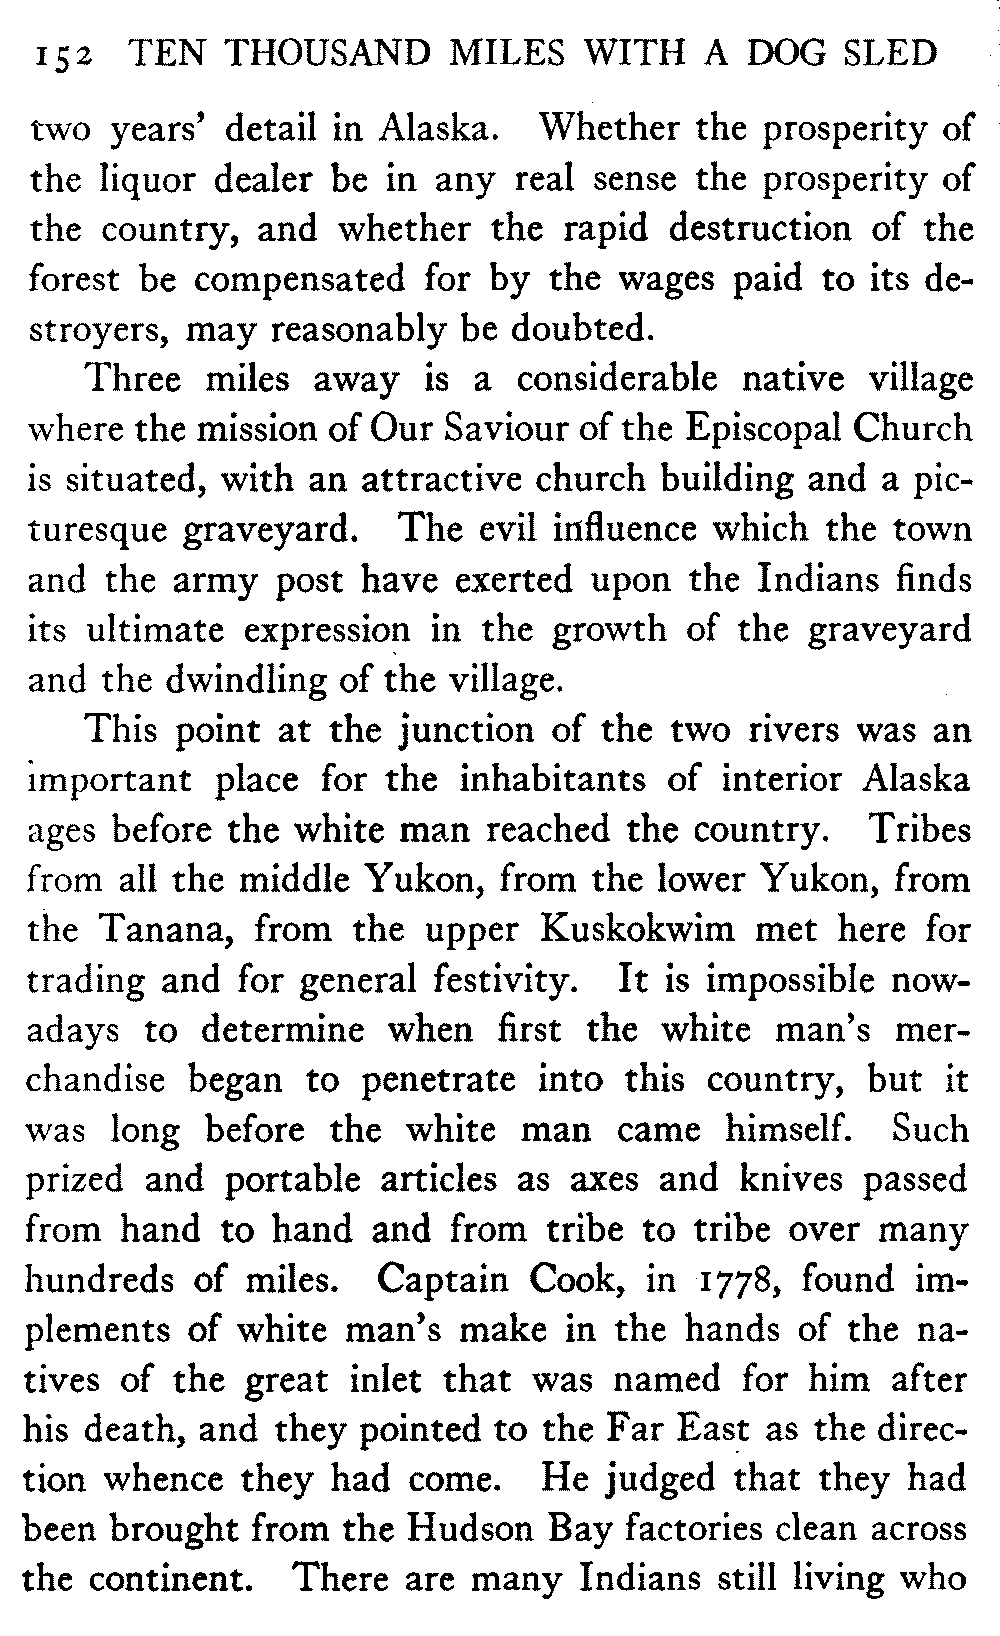 152 TEN THOUSAND MILES WITH A DOG SLED
two years' detail in Alaska. Whether the prosperity of
the liquor dealer be in any real sense the prosperity of
the country, and whether the rapid destruction of the
forest be compensated for by the wages paid to its de-
stroyers, may reasonably be doubted.
Three miles away is a considerable native village
where the mission of Our Saviour of the Episcopal Church
is situated, with an attractive church building and a pic-
turesque graveyard. The evil influence which the town
and the army post have exerted upon the Indians finds
its ultimate expression in the growth of the graveyard
and the dwindling of the village.
This point at the junction of the two rivers was an
important place for the inhabitants of interior Alaska
ages before the white man reached the country. Tribes
from all the middle Yukon, from the lower Yukon, from
the Tanana, from the upper Kuskokwim met here for
trading and for general festivity. It is impossible now-
adays to determine when first the white man's mer-
chandise began to penetrate into this country, but it
was long before the white man came himself. Such
prized and portable articles as axes and knives passed
from hand to hand and from tribe to tribe over many
hundreds of miles. Captain Cook, in 1778, found im-
plements of white man's make in the hands of the na-
tives of the great inlet that was named for him after
his death, and they pointed to the Far East as the direc-
tion whence they had come. He judged that they had
been brought from the Hudson Bay factories clean across
the continent. There are many Indians still living who